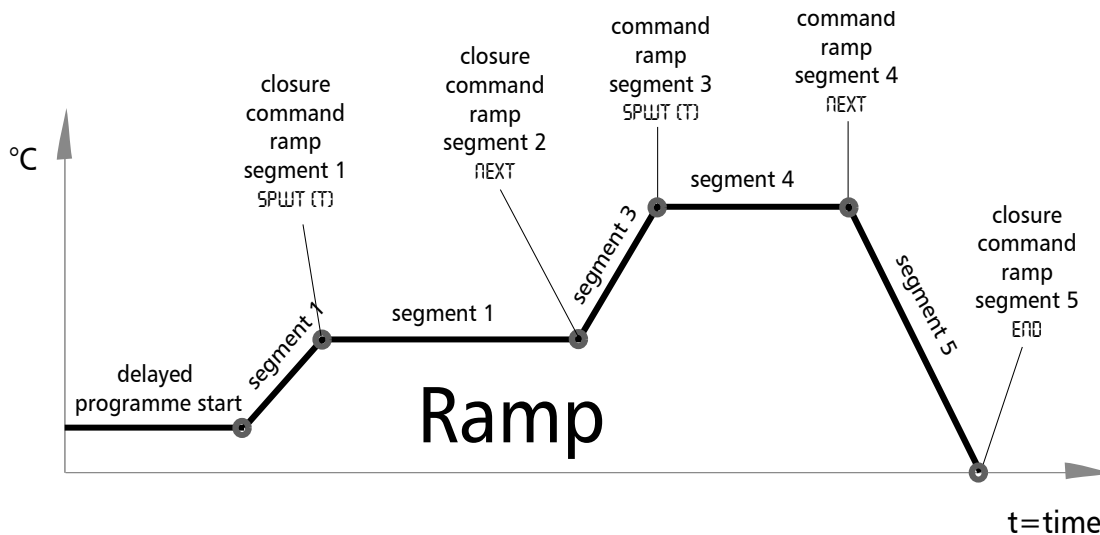 °C
delayed
programme start
segment 1
closure
command
ramp
segment 1
SPWT (T)
segment 1
closure
command
ramp
segment 2
NEXT
segment 3
command
ramp
segment 3
SPWT (T)
segment 4
command
ramp
segment 4
NEXT
segment 5
closure
command
ramp
segment 5
END
Ramp
t=time